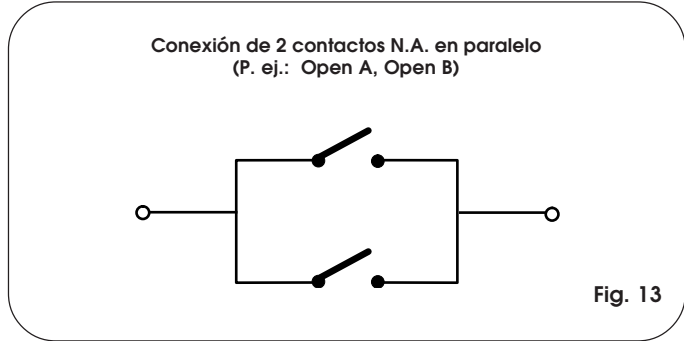 Conexión de 2 contactos N.A. en paralelo
(P. ej.: Open A, Open B)
Fig. 13